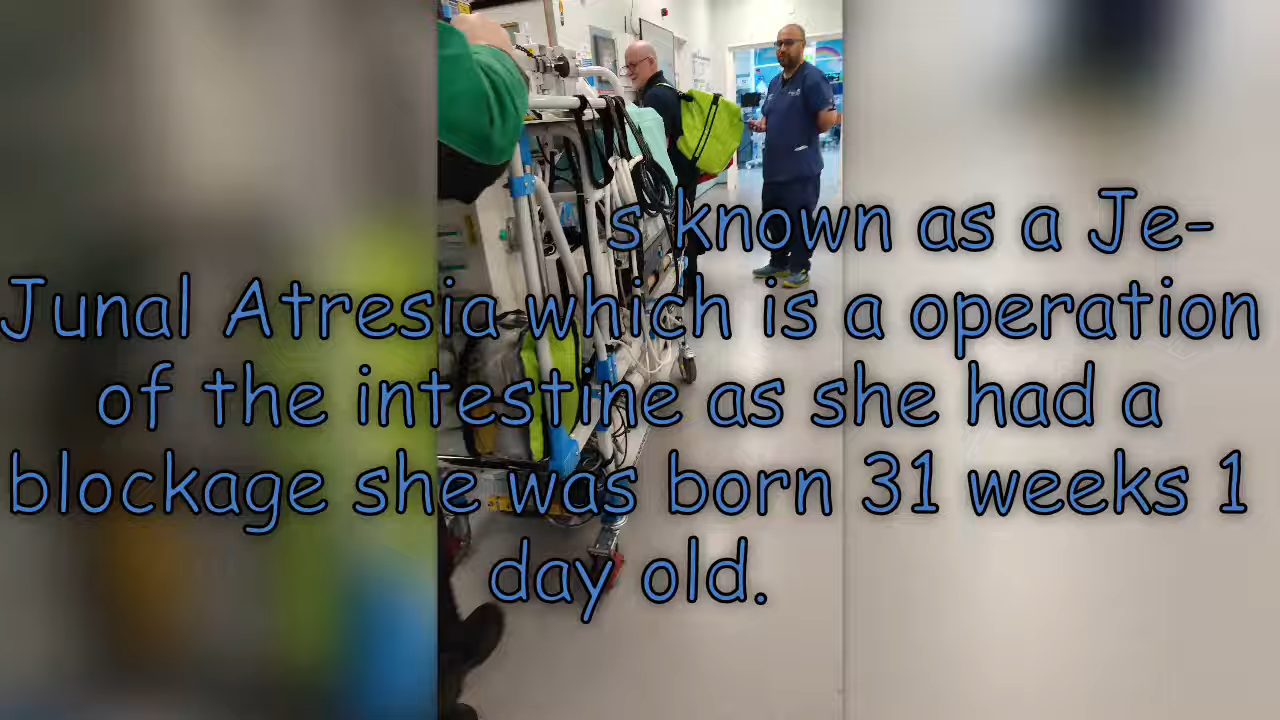 s known as a Je-
Junal Atresia which is a operation
of the intestine as she had a
blockage she was born 31 weeks 1
day old.